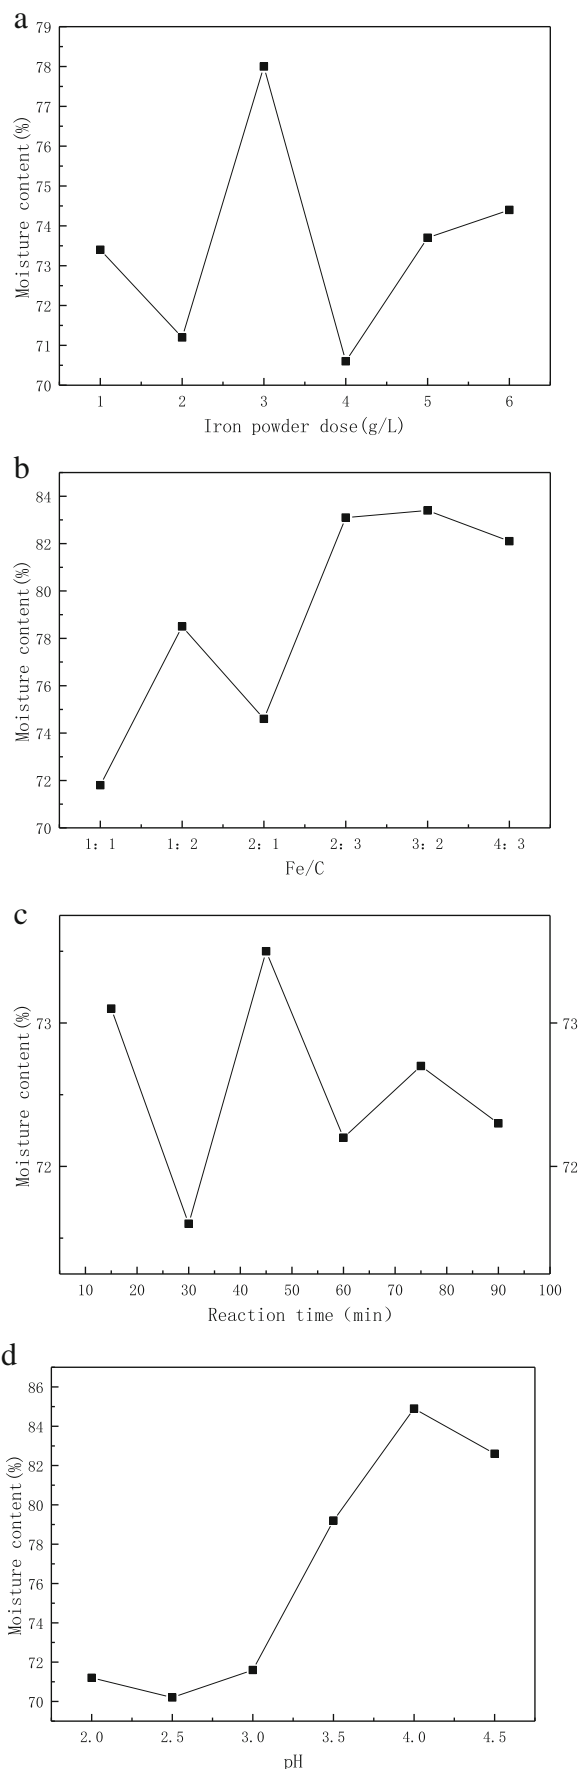 a
79
78
77
76
75
74
73
72
71
70
Moisture content(%)
1 2 3 4 5 6
Iron powder dose(g/L)
b
84
82
80
78
76
74
72
70
Moisture content(%)
1: 1 1: 2 2: 1 2: 3 3: 2 4: 3
Fe/C
c
73 73
72 72
Moisture content(%)
10 20 30 40 50 60 70 80 90 100
Reaction time (min)
d
86
84
82
80
78
76
74
72
70
Moisture content(%)
2.0 2.5 3.0 3.5 4.0 4.5
pH